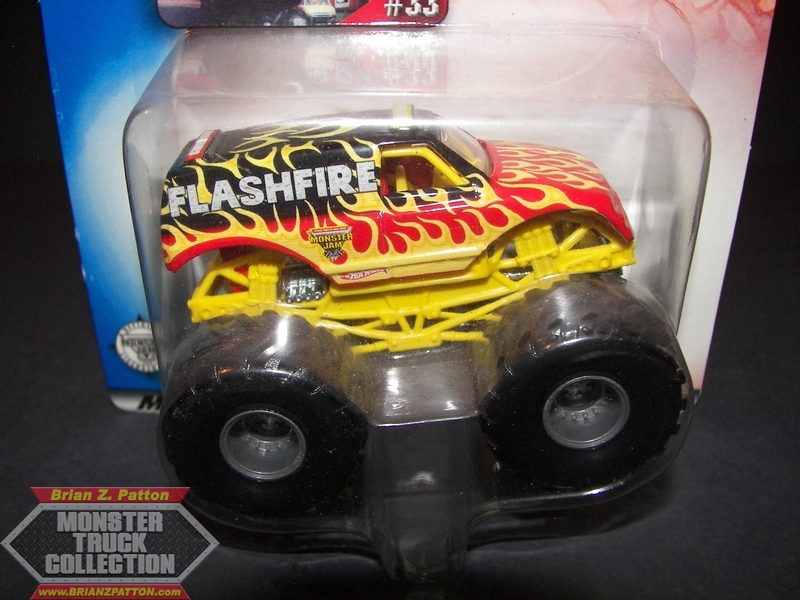 #33
FLASHFIRE
MONSTER
JAM
Brian Z. Patton
MONSTER
TRUCK
COLLECTION
www.BRIANZPATTON.com